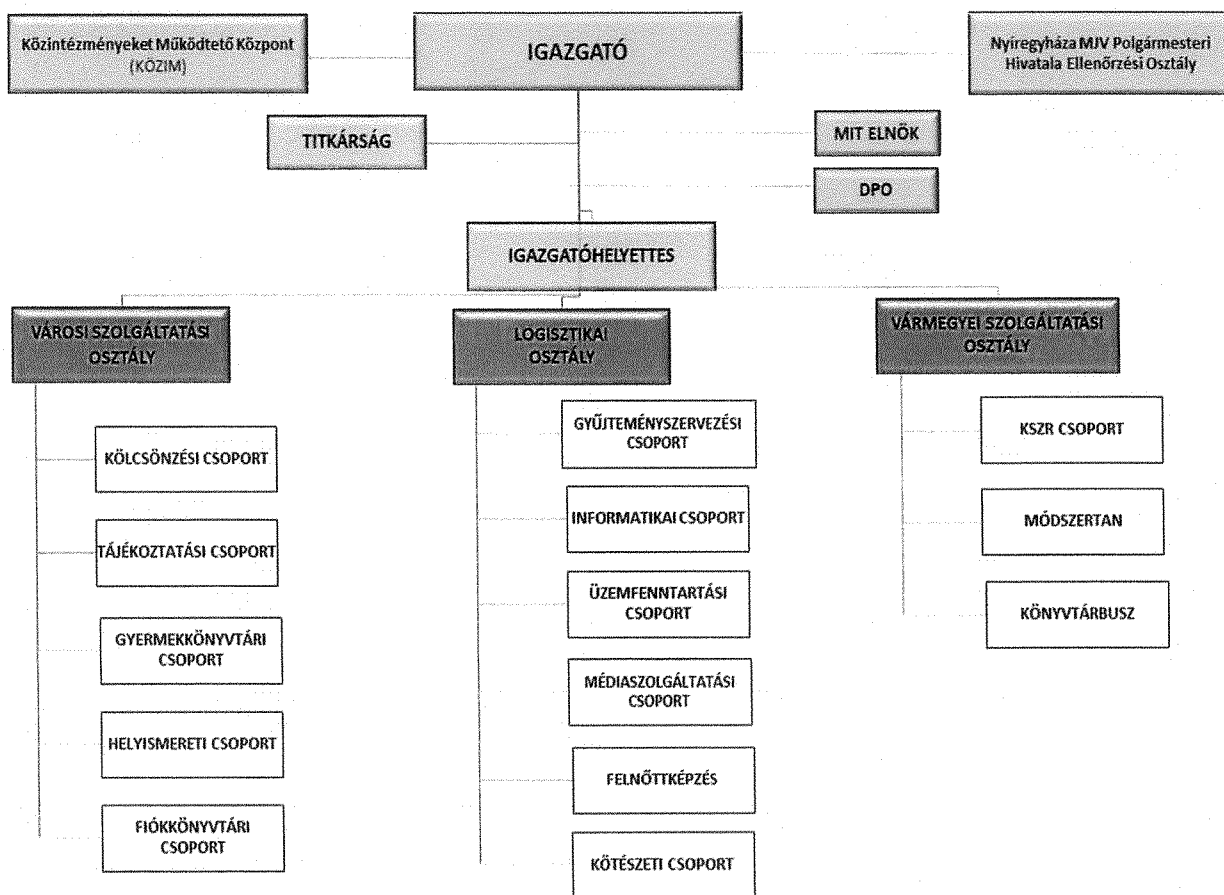 Közintézményeket Működtető Központ
(KÖZIM)
IGAZGATÓ
Nyíregyháza MJV Polgármesteri
Hivatala Ellenőrzési Osztály
TITKÁRSÁG
MIT ELNÖK
DPO
IGAZGATÓHELYETTES
VÁROSI SZOLGÁLTATÁSI
OSZTÁLY
KÖLCSÖNZÉSI CSOPORT
TÁJÉKOZTATÁSI CSOPORT
GYERMEKKÖNYVTÁRI
CSOPORT
HELYISMERETI CSOPORT
FIÓKKÖNYVTÁRI
CSOPORT
LOGISZTIKAI
OSZTÁLY
GYŰJTEMÉNYSZERVEZÉSI
CSOPORT
INFORMATIKAI CSOPORT
ÜZEMFENNTARTÁSI
CSOPORT
MÉDIASZOLGÁLTATÁSI
CSOPORT
FELNŐTTKÉPZÉS
KÖTÉSZETI CSOPORT
VÁRMEGYEI SZOLGÁLTATÁSI
OSZTÁLY
KSZR CSOPORT
MÓDSZERTAN
KÖNYVTÁRBUSZ